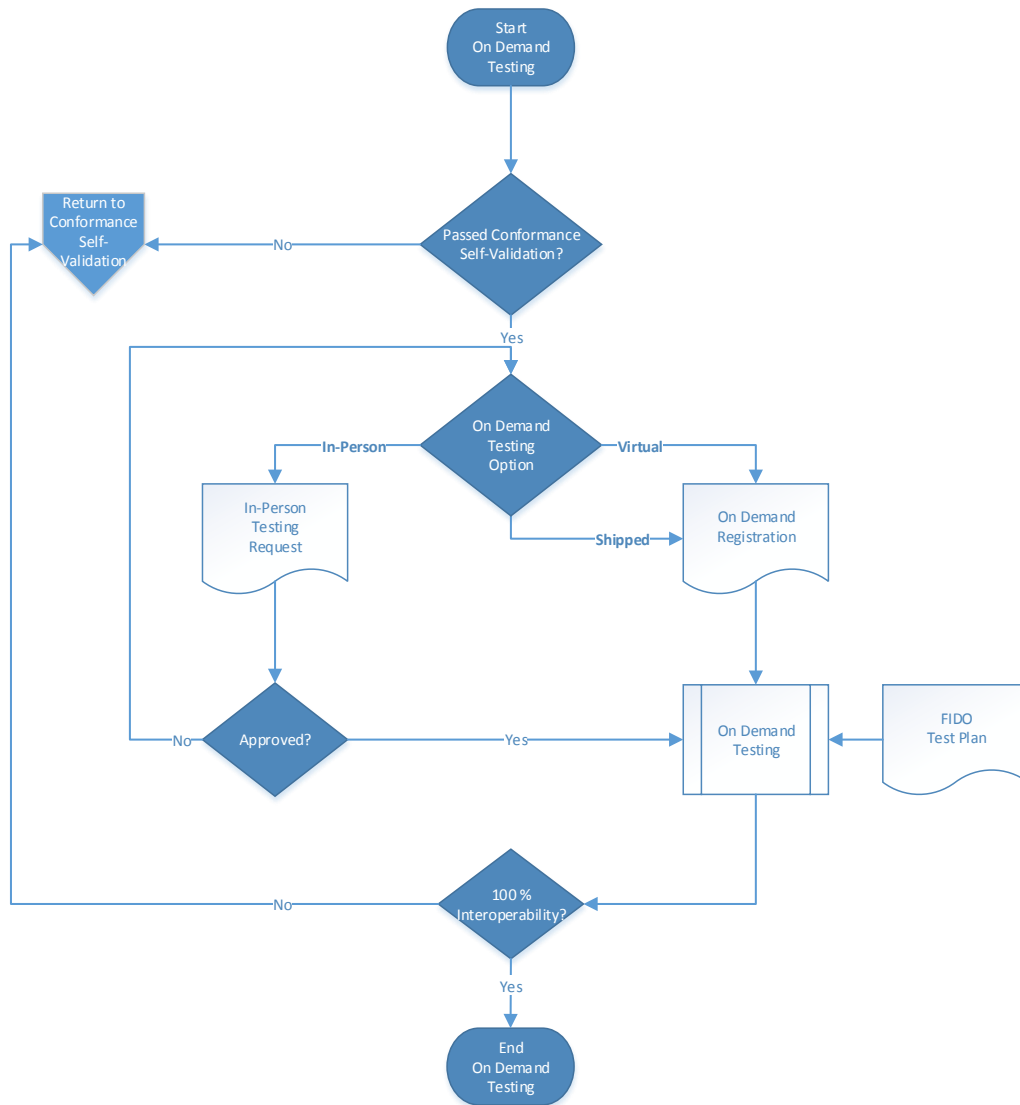 Start
On Demand
Testing
Return to
Conformance
Self-
Validation
No
Passed Conformance
Self-Validation?
Yes
On Demand
Testing
Option
In-Person
Virtual
In-Person
Testing
Request
Shipped
On Demand
Registration
No
Approved?
Yes
On Demand
Testing
FIDO
Test Plan
No
100 %
Interoperability?
Yes
End
On Demand
Testing